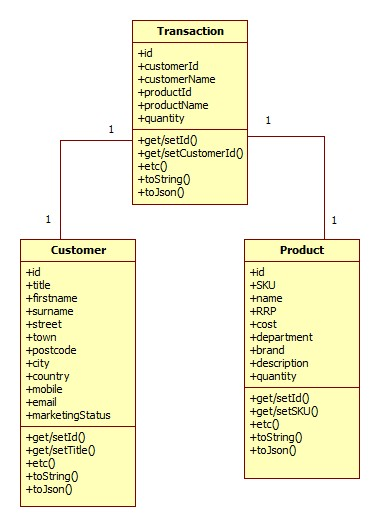 Transaction
+id
+customerId
+customerName
+productId
+productName
+quantity
+get/setId()
+get/setCustomerId()
+etc()
+toString()
+toJson()
1
1
1
1
Customer
+id
+title
+firstname
+surname
+street
+town
+postcode
+city
+country
+mobile
+email
+marketingStatus
+get/setId()
+get/setTitle()
+etc()
+toString()
+toJson()
Product
+id
+SKU
+name
+RRP
+cost
+department
+brand
+description
+quantity
+get/setId()
+get/setSKU()
+etc()
+toString()
+toJson()